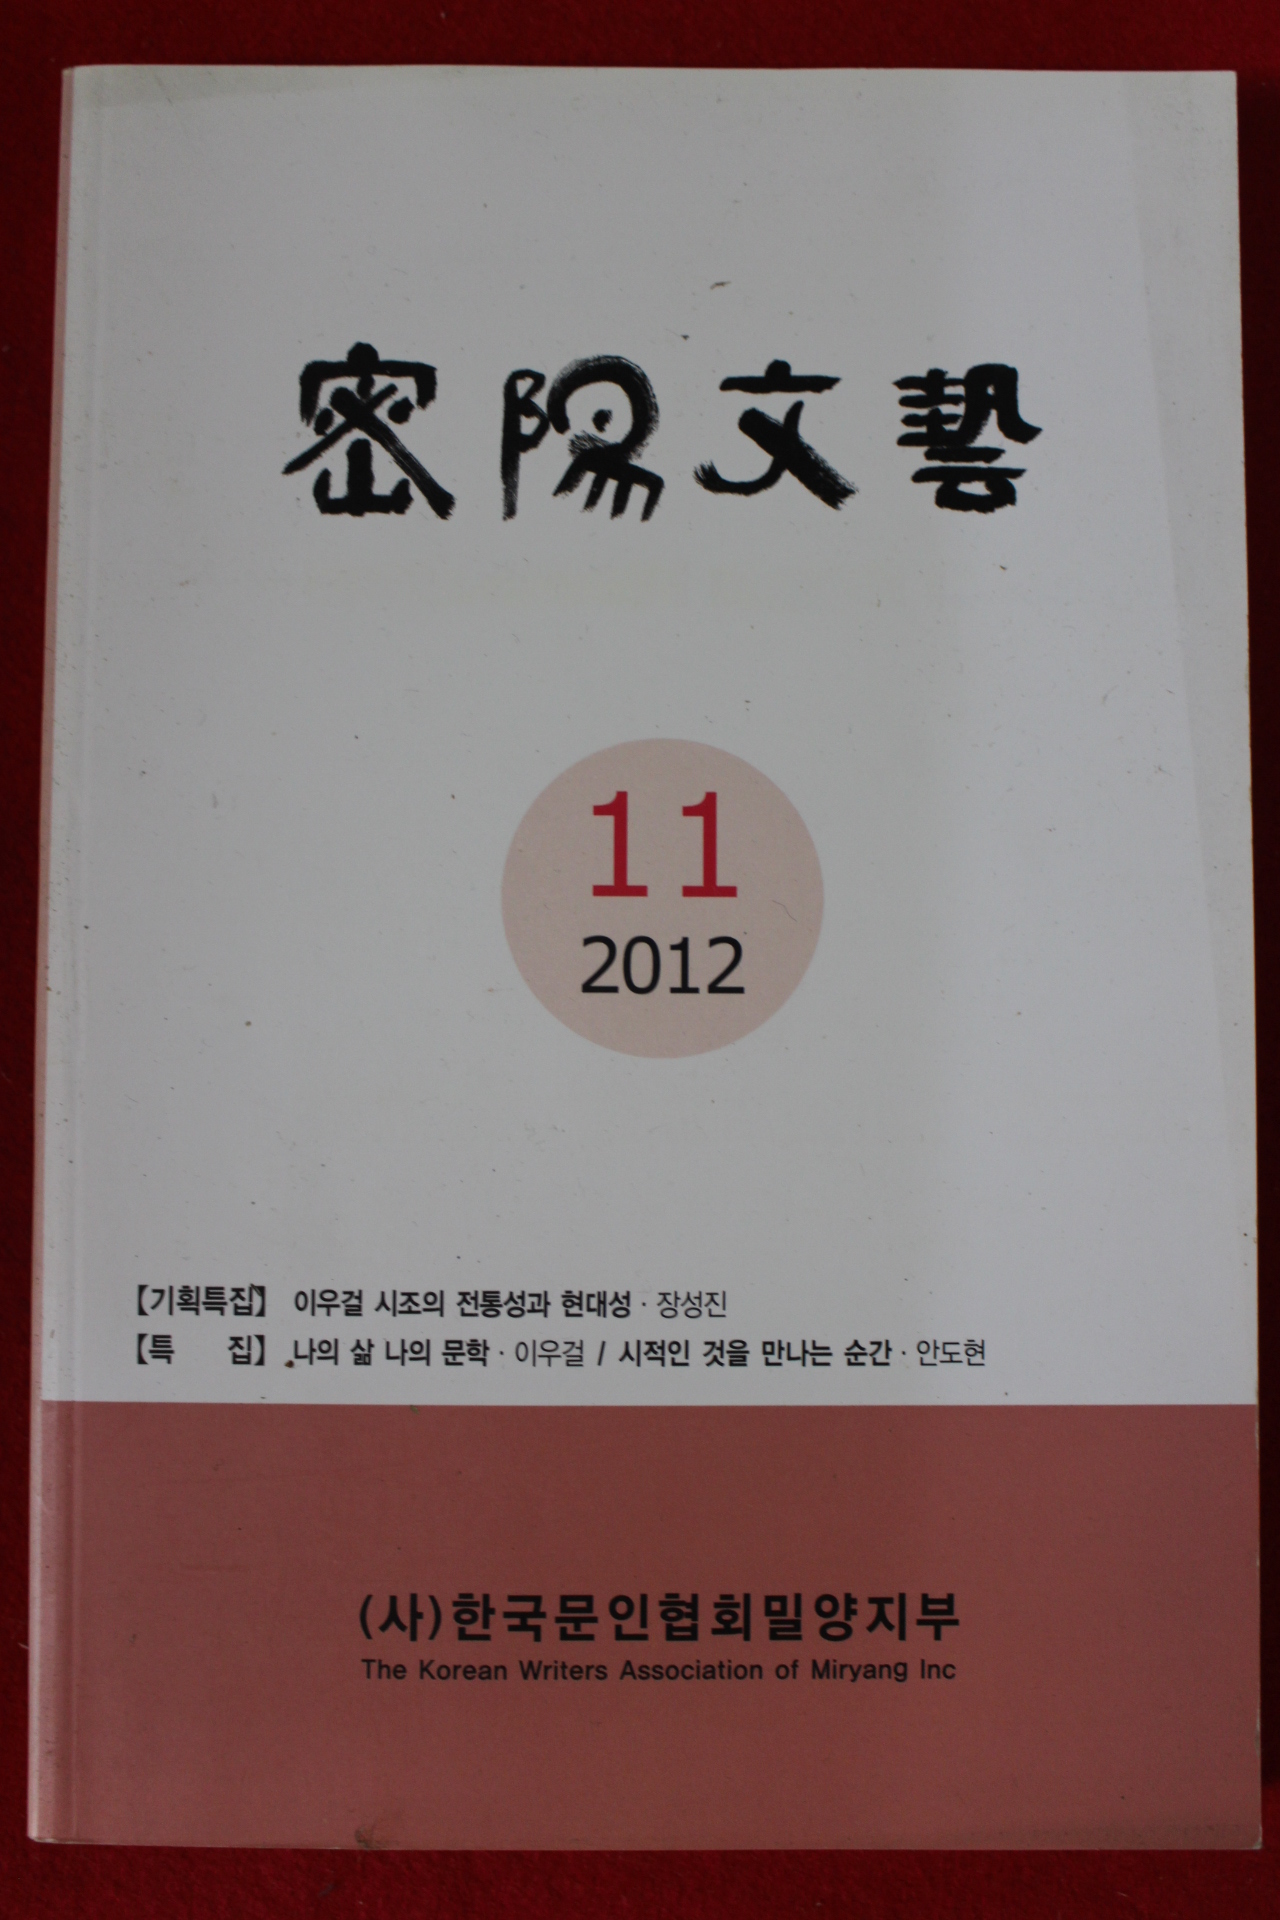 密陽文藝
11
2012
【기획특집】 이우걸 시조의 전통성과 현대성 · 장성진
【특 집】 나의 삶 나의 문학 · 이우걸 / 시적인 것을 만나는 순간 · 안도현
(사)한국문인협회밀양지부
The Korean Writers Association of Miryang Inc